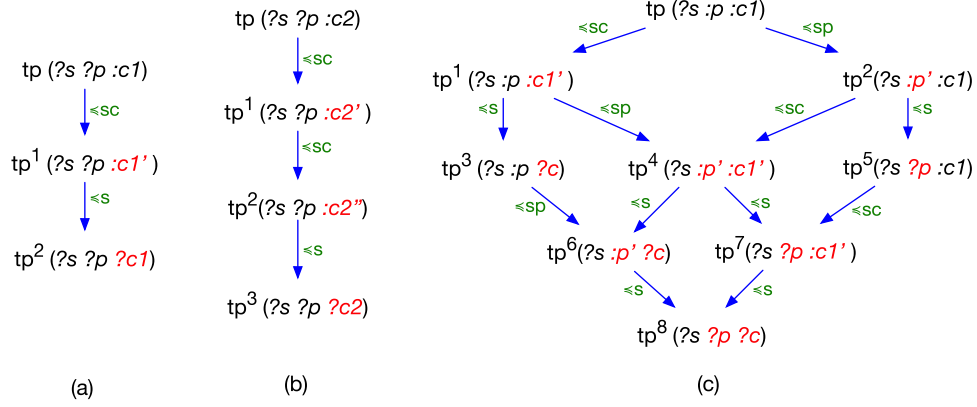 tp (?s ?p :c1)
≼sc
tp1 (?s ?p :c1’ )
≼s
tp2 (?s ?p ?c1)
(a)
tp (?s ?p :c2)
≼sc
tp1 (?s ?p :c2’ )
≼sc
tp2(?s ?p :c2”)
≼s
tp3 (?s ?p ?c2)
(b)
tp (?s :p :c1)
≼sc ≼sp
tp1 (?s :p :c1’ ) tp2(?s :p’ :c1)
≼s ≼sp ≼sc ≼s
tp3 (?s :p ?c) tp4 (?s :p’ :c1’ ) tp5(?s ?p :c1)
≼sp ≼s ≼s ≼sc
tp6(?s :p’ ?c) tp7(?s ?p :c1’ )
≼s ≼s
tp8 (?s ?p ?c)
(c)